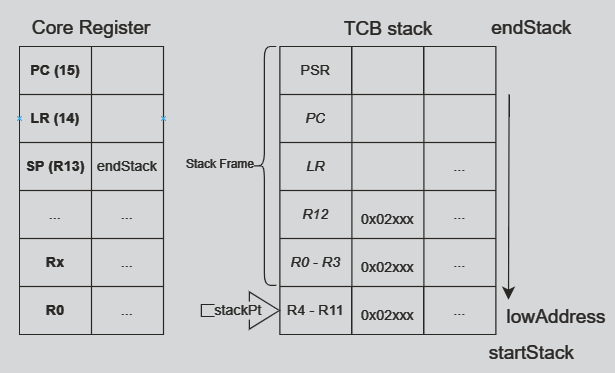 Core Register
TCB stack
endStack
PC (15)
LR (14)
SP (R13) endStack
... ...
Rx ...
R0 ...
Stack Frame
PSR
PC
LR ...
R12 0x02xxx ...
R0 - R3 0x02xxx ...
stackPt
R4 - R11 0x02xxx ...
lowAddress
startStack